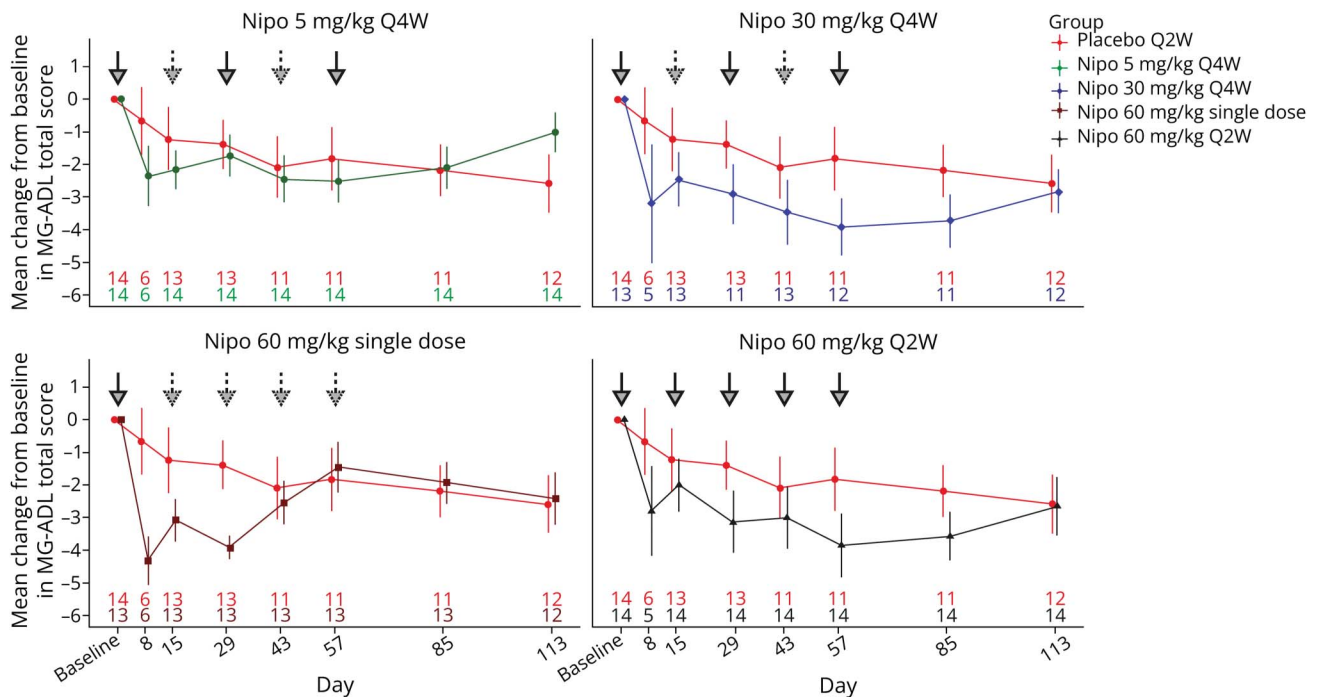 Nipo 5 mg/kg Q4W
Nipo 30 mg/kg Q4W
Group
Placebo Q2W
Nipo 5 mg/kg Q4W
Nipo 30 mg/kg Q4W
Nipo 60 mg/kg single dose
Nipo 60 mg/kg Q2W
Mean change from baseline
in MG-ADL total score
1
0
–1
–2
–3
–4
–5
–6
14 6 13 13 11 11 11 12
14 6 14 14 14 14 14 14
14 6 13 13 11 11 11 12
13 5 13 11 13 12 11 12
Nipo 60 mg/kg single dose
Nipo 60 mg/kg Q2W
Mean change from baseline
in MG-ADL total score
1
0
–1
–2
–3
–4
–5
–6
14 6 13 13 11 11 11 12
13 6 13 13 13 13 13 12
14 6 13 13 11 11 11 12
14 5 14 14 14 14 14 14
Baseline 8 15 29 43 57 85 113
Baseline 8 15 29 43 57 85 113
Day
Day